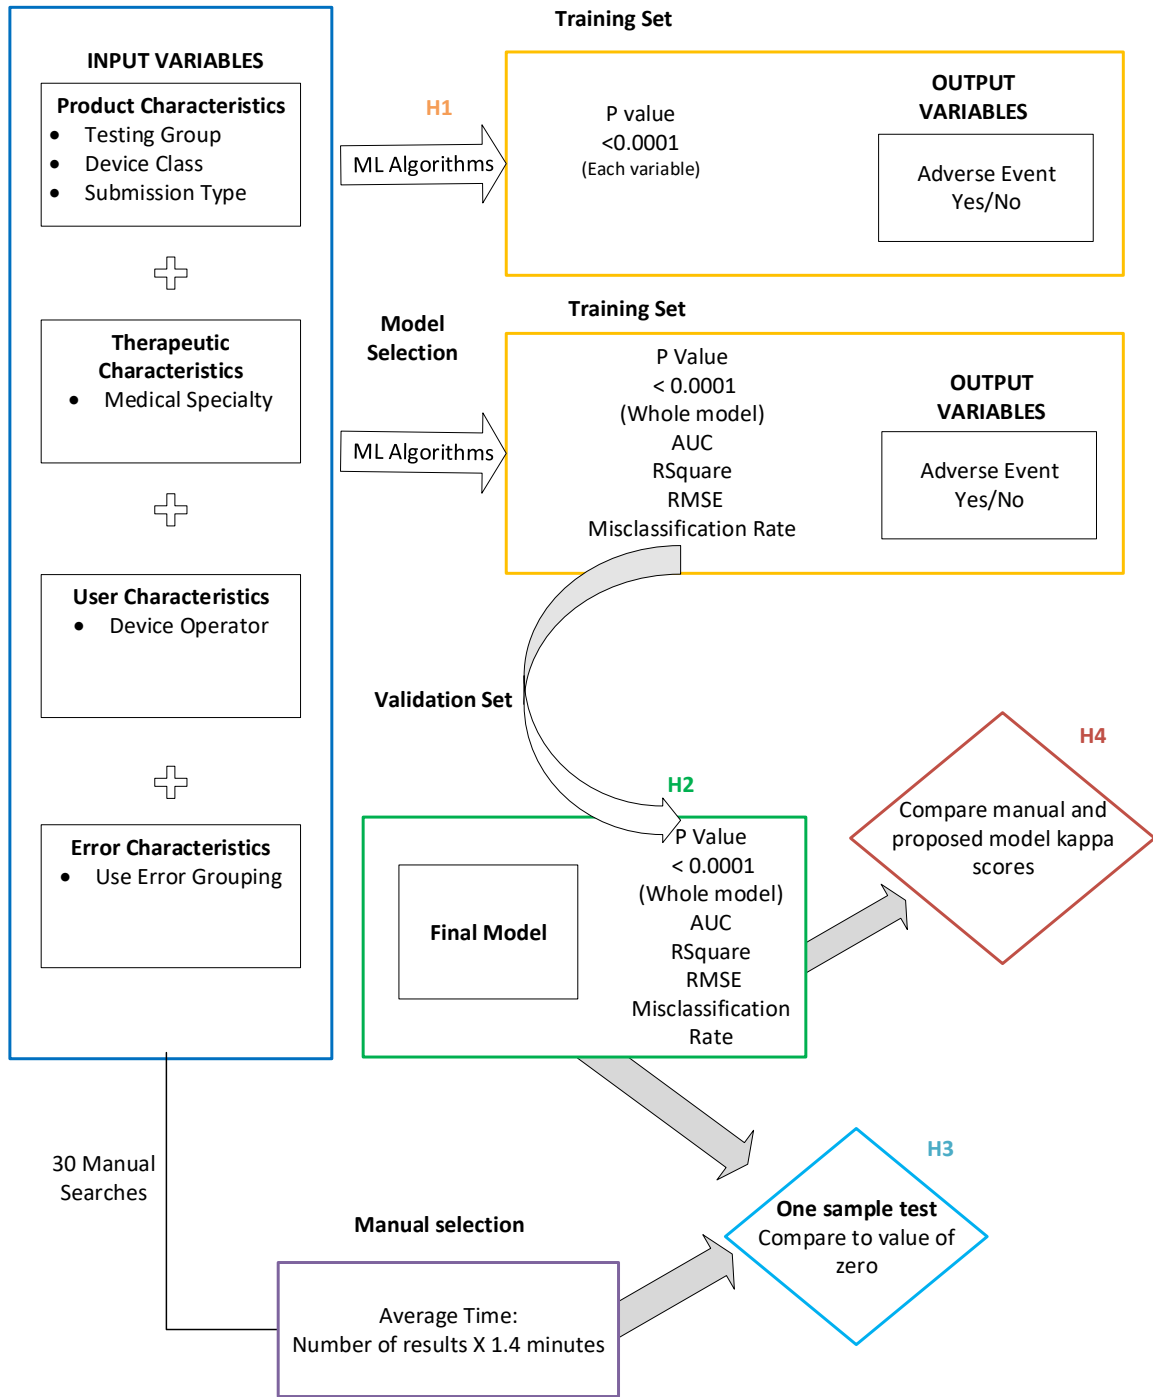 INPUT VARIABLES
Product Characteristics
• Testing Group
• Device Class
• Submission Type
Therapeutic
Characteristics
• Medical Specialty
User Characteristics
• Device Operator
Error Characteristics
• Use Error Grouping
H1
ML Algorithms
Training Set
P value
<0.0001
(Each variable)
OUTPUT
VARIABLES
Adverse Event
Yes/No
Model
Selection
ML Algorithms
Training Set
P Value
< 0.0001
(Whole model)
AUC
RSquare
RMSE
Misclassification Rate
OUTPUT
VARIABLES
Adverse Event
Yes/No
Validation Set
H2
Final Model
P Value
< 0.0001
(Whole model)
AUC
RSquare
RMSE
Misclassification
Rate
H4
Compare manual and
proposed model kappa
scores
30 Manual
Searches
Manual selection
Average Time:
Number of results X 1.4 minutes
H3
One sample test
Compare to value of
zero